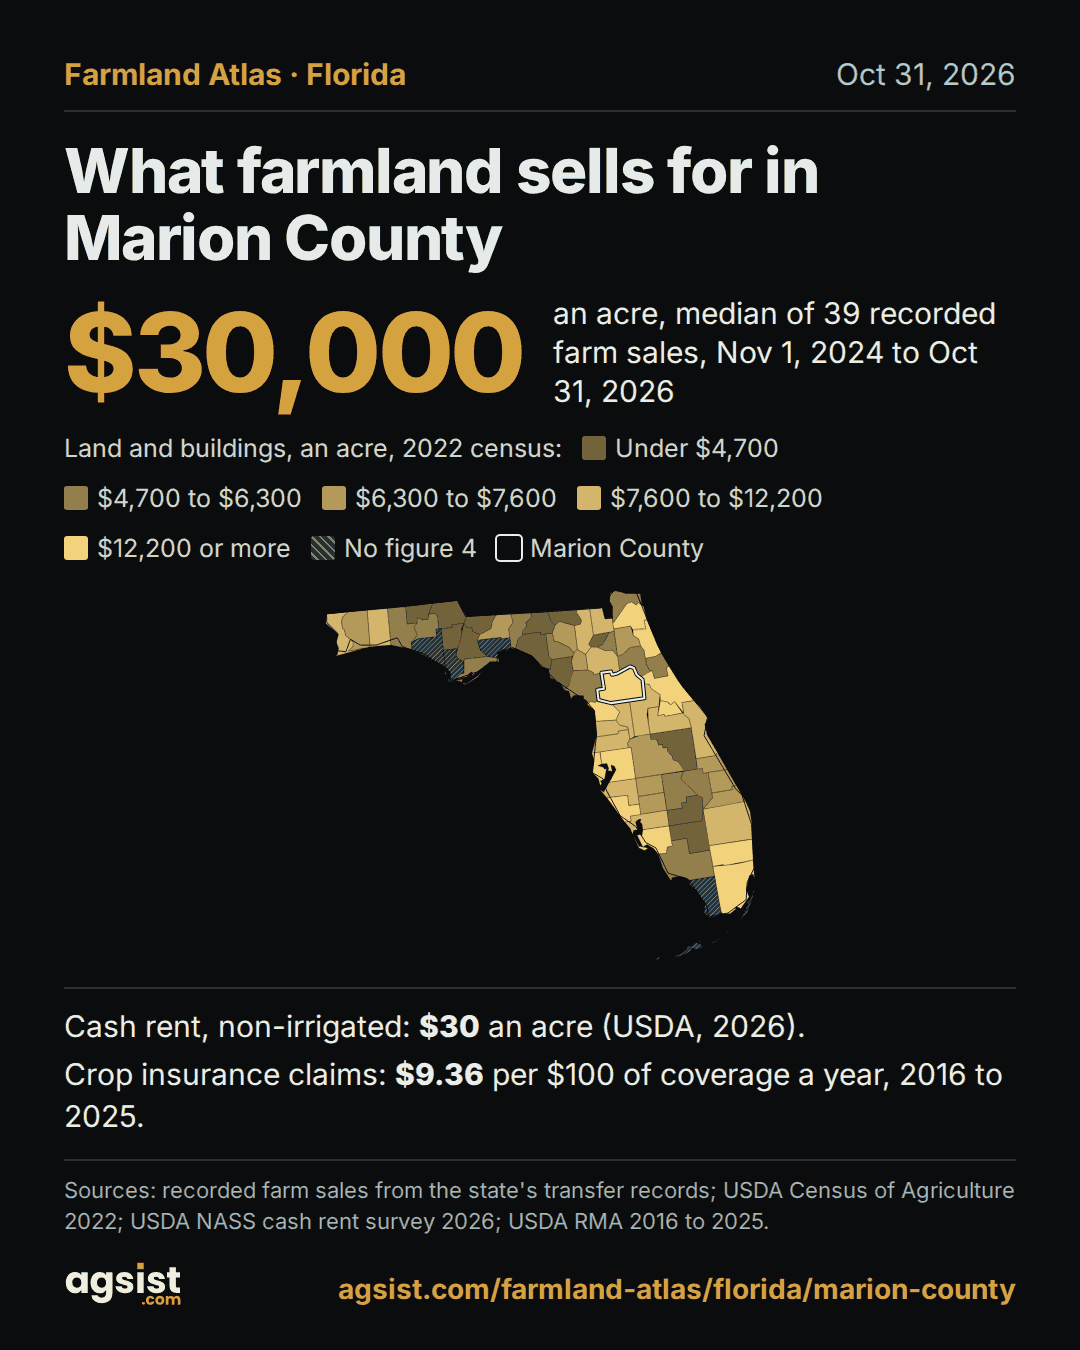 Farmland Atlas · Florida
Oct 31, 2026
What farmland sells for in
Marion County
$30,000
an acre, median of 39 recorded
farm sales, Nov 1, 2024 to Oct
31, 2026
Land and buildings, an acre, 2022 census: Under $4,700
$4,700 to $6,300 $6,300 to $7,600 $7,600 to $12,200
$12,200 or more No figure 4 Marion County
Cash rent, non-irrigated: $30 an acre (USDA, 2026).
Crop insurance claims: $9.36 per $100 of coverage a year, 2016 to
2025.
Sources: recorded farm sales from the state's transfer records; USDA Census of Agriculture
2022; USDA NASS cash rent survey 2026; USDA RMA 2016 to 2025.
agsist
.com
agsist.com/farmland-atlas/florida/marion-county